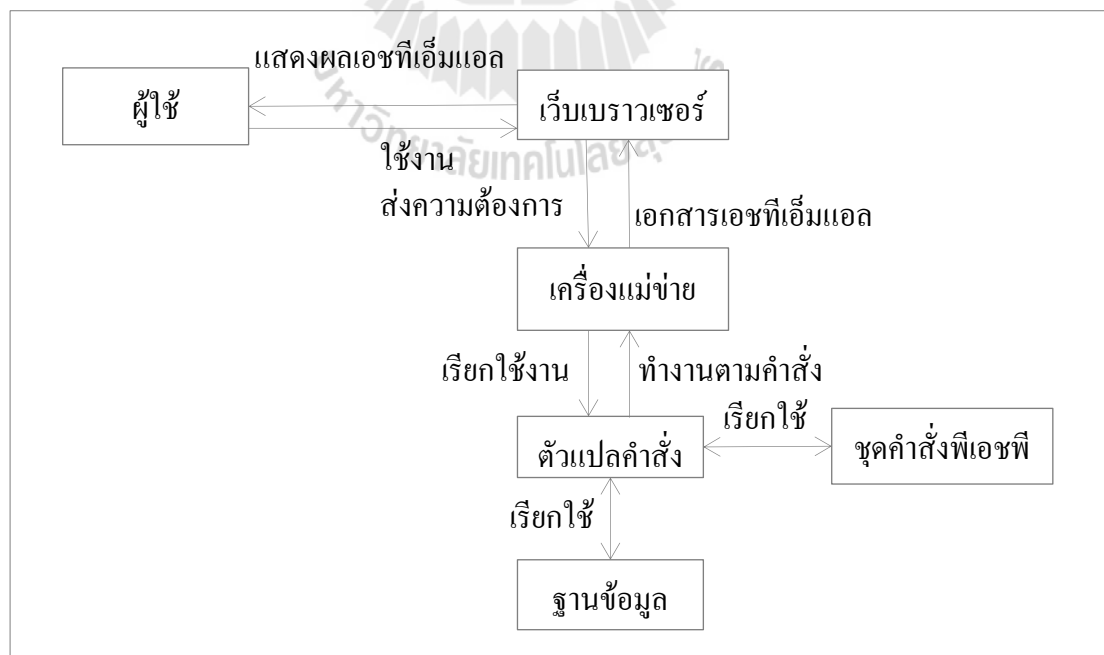 แสดงผลเอชทีเอ็มแอล
ผู้ใช้
เว็บเบราวเซอร์
ใช้งาน
ส่งความต้องการ
เอกสารเอชทีเอ็มแอล
เครื่องแม่ข่าย
เรียกใช้งาน
ทำงานตามคำสั่ง
เรียกใช้
ตัวแปลคำสั่ง
ชุดคำสั่งพีเอชพี
เรียกใช้
ฐานข้อมูล